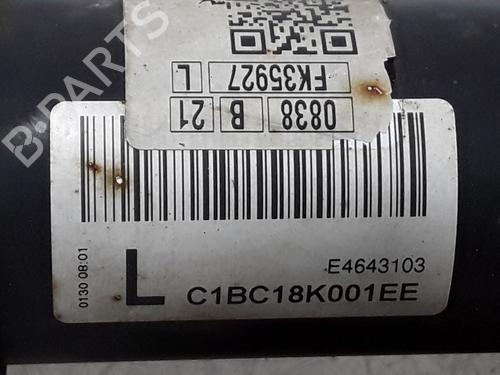 B-PARTS
FK35927 L
0838 B 21
0130 08:01
L
E4643103
C1BC18K001EE